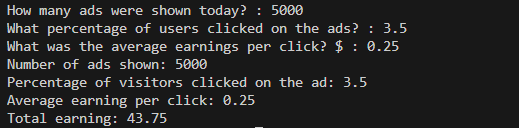 How many ads were shown today? : 5000
What percentage of users clicked on the ads? : 3.5
What was the average earnings per click? $ : 0.25
Number of ads shown: 5000
Percentage of visitors clicked on the ad: 3.5
Average earning per click: 0.25
Total earning: 43.75